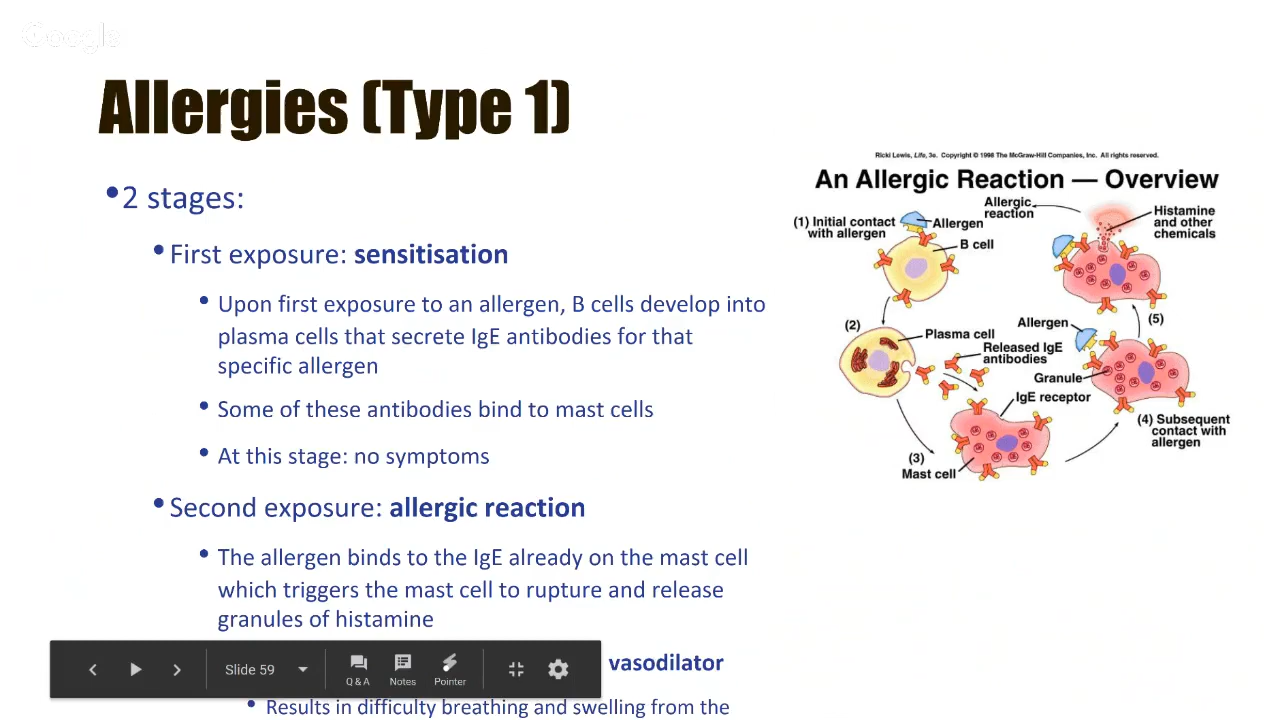 Google
Allergies (Type 1)
•2 stages:
•First exposure: sensitisation
• Upon first exposure to an allergen, B cells develop into
plasma cells that secrete IgE antibodies for that
specific allergen
• Some of these antibodies bind to mast cells
• At this stage: no symptoms
•Second exposure: allergic reaction
• The allergen binds to the IgE already on the mast cell
which triggers the mast cell to rupture and release
granules of histamine
vasodilator
• Results in difficulty breathing and swelling from the
Slide 59
Q & A
Notes
Pointer
Ricki Lewis, Life, 3e. Copyright © 1998 The McGraw-Hill Companies, Inc. All rights reserved.
An Allergic Reaction — Overview
(1) Initial contact
with allergen
Allergen
B cell
Allergic
reaction
Histamine
and other
chemicals
(2)
Plasma cell
Released IgE
antibodies
Allergen
(5)
Granule
IgE receptor
(3)
Mast cell
(4) Subsequent
contact with
allergen